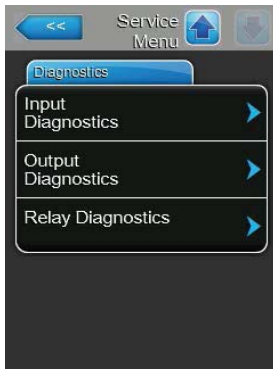 << Service
Menu
Diagnostics
Input
Diagnostics
Output
Diagnostics
Relay Diagnostics